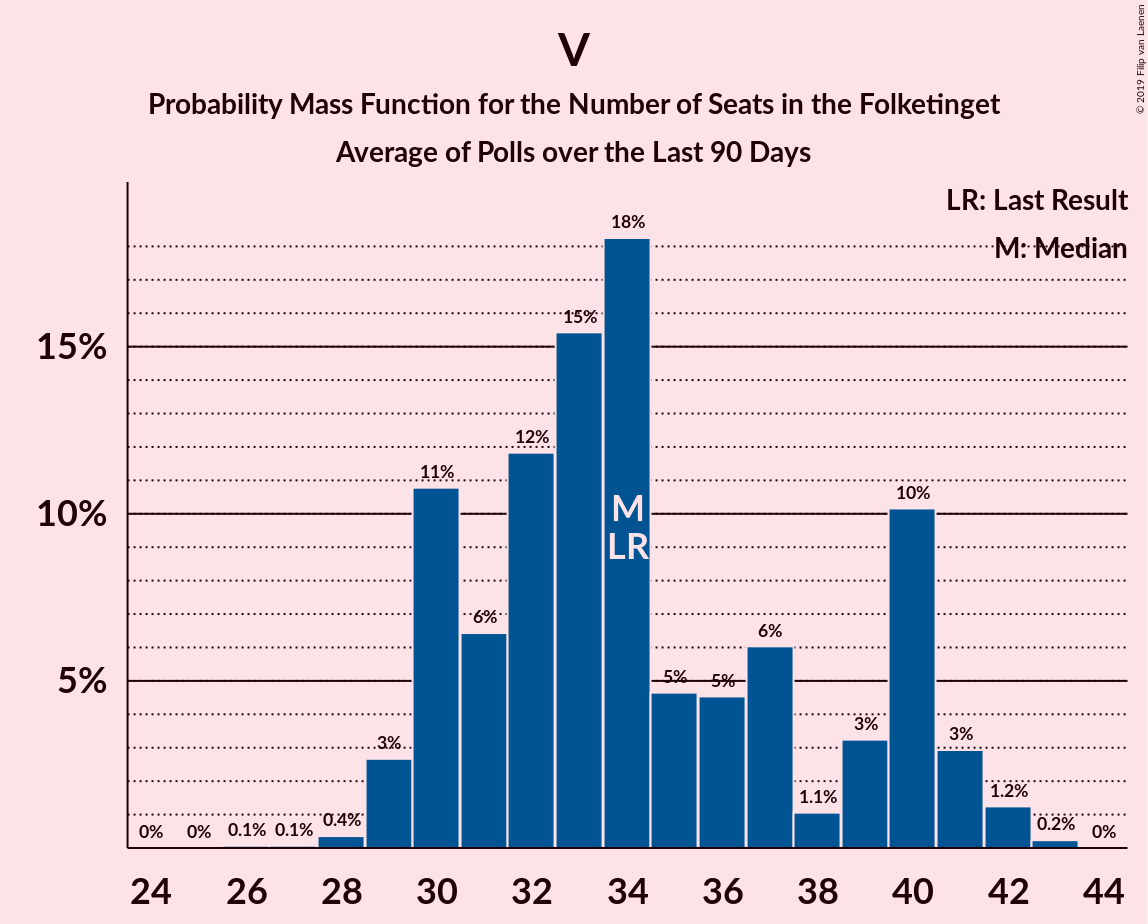 V
Probability Mass Function for the Number of Seats in the Folketinget
Average of Polls over the Last 90 Days
© 2019 Filip van Laenen
LR: Last Result
M: Median
18%
15%
15%
12%
11%
10%
M
LR
10%
6%
6%
5%
5%
5%
3%
3%
3%
1.1%
1.2%
0.4%
0.2%
0%
0%
0.1%
0.1%
0%
24 26 28 30 32 34 36 38 40 42 44